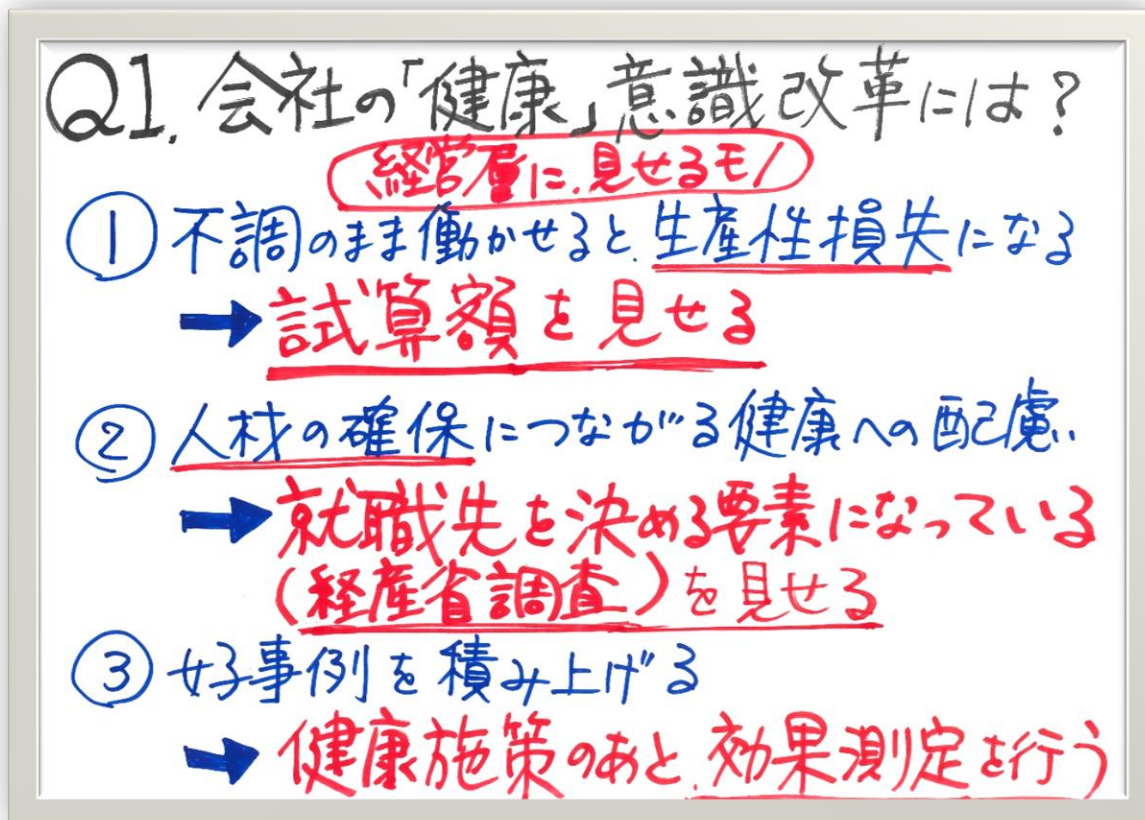 Q1. 会社の「健康」意識改革には？
経営層に、見せるモノ
① 不調のまま働かせると、生産性損失になる
➡ 試算額を見せる
② 人材の確保につながる健康への配慮
➡ 就職先を決める要素になっている
(経産省調査)を見せる
③ 好事例を積み上げる
➡ 健康施策のあと、効果測定を行う